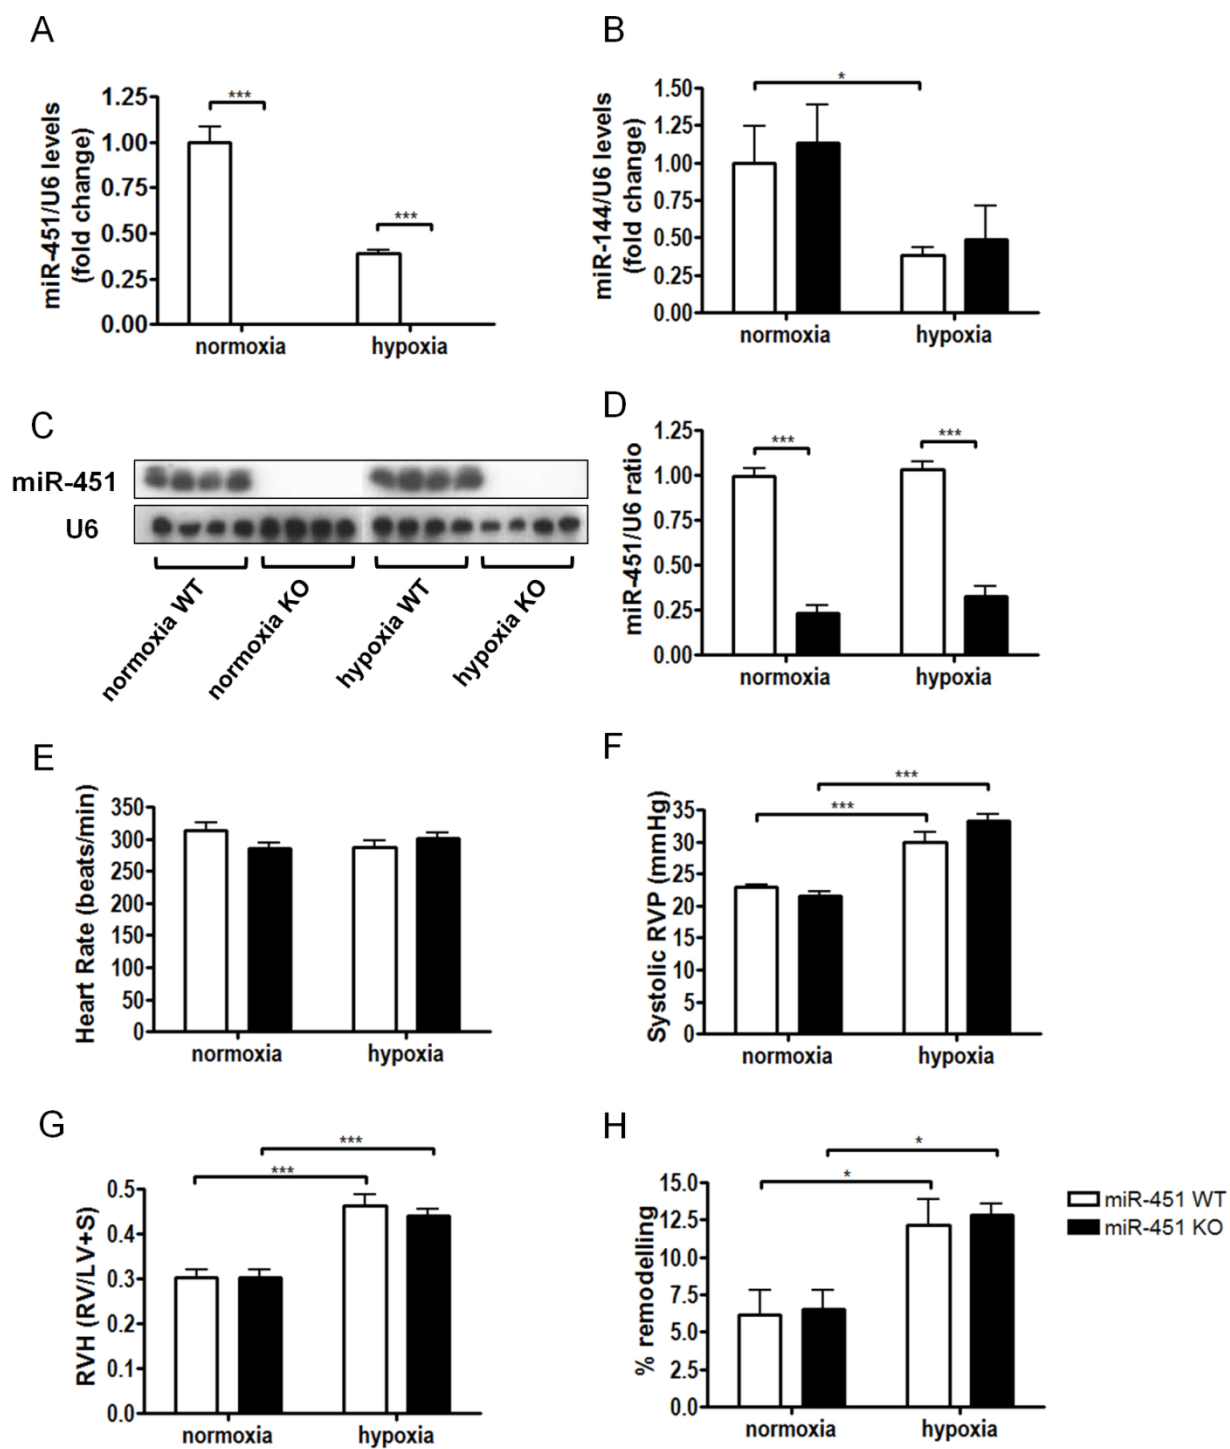 A
miR-451/U6 levels
(fold change)
1.25
1.00
0.75
0.50
0.25
0.00
***
***
normoxia
hypoxia
B
miR-144/U6 levels
(fold change)
1.50
1.25
1.00
0.75
0.50
0.25
0.00
*
normoxia
hypoxia
C
miR-451
U6
normoxia WT
normoxia KO
hypoxia WT
hypoxia KO
D
miR-451/U6 ratio
1.25
1.00
0.75
0.50
0.25
0.00
***
***
normoxia
hypoxia
E
Heart Rate (beats/min)
350
300
250
200
150
100
50
0
normoxia
hypoxia
F
Systolic RVP (mmHg)
35
30
25
20
15
10
5
0
***
***
normoxia
hypoxia
G
RVH (RV/LV+S)
0.5
0.4
0.3
0.2
0.1
0.0
***
***
normoxia
hypoxia
H
% remodelling
15.0
12.5
10.0
7.5
5.0
2.5
0.0
*
*
normoxia
hypoxia
miR-451 WT
miR-451 KO